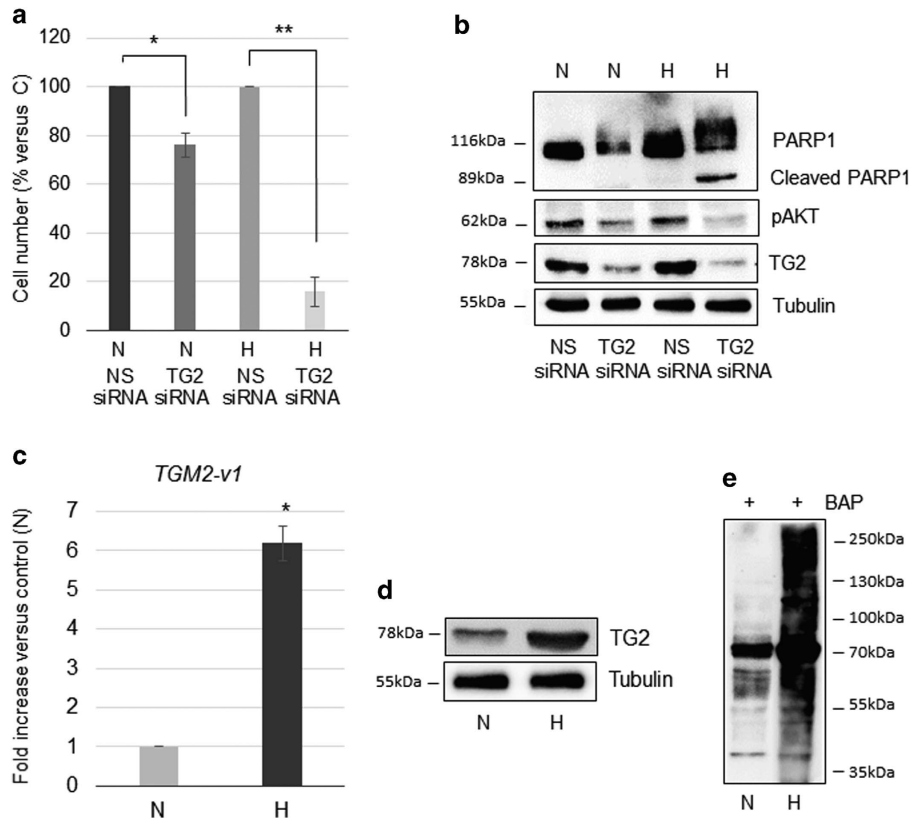 a
120
100
80
60
40
20
0
Cell number (% versus C)
*
**
N N H H
NS siRNA TG2 siRNA NS siRNA TG2 siRNA
b
N N H H
116kDa
89kDa
62kDa
78kDa
55kDa
PARP1
Cleaved PARP1
pAKT
TG2
Tubulin
NS siRNA TG2 siRNA NS siRNA TG2 siRNA
c
TGM2-v1
7
6
5
4
3
2
1
0
Fold increase versus control (N)
*
N H
d
78kDa
TG2
55kDa
Tubulin
N H
e
+ + BAP
250kDa
130kDa
100kDa
70kDa
55kDa
35kDa
N H